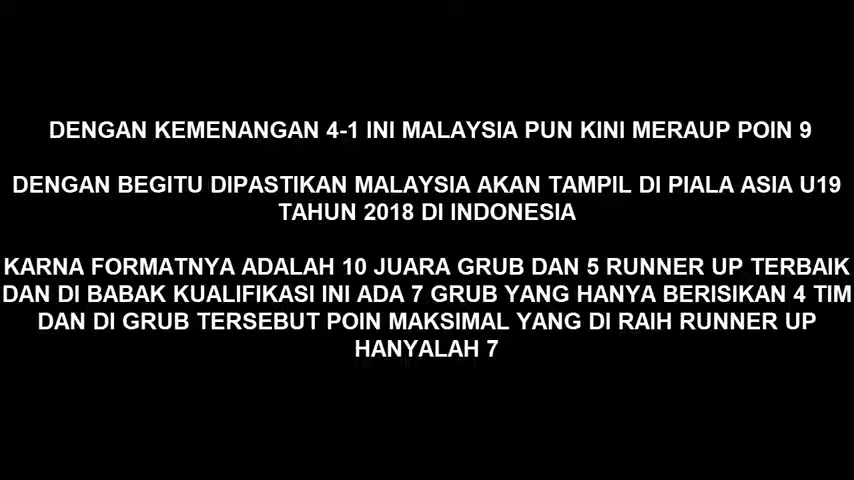 DENGAN KEMENANGAN 4-1 INI MALAYSIA PUN KINI MERAUP POIN 9
DENGAN BEGITU DIPASTIKAN MALAYSIA AKAN TAMPIL DI PIALA ASIA U19
TAHUN 2018 DI INDONESIA
KARNA FORMATNYA ADALAH 10 JUARA GRUB DAN 5 RUNNER UP TERBAIK
DAN DI BABAK KUALIFIKASI INI ADA 7 GRUB YANG HANYA BERISIKAN 4 TIM
DAN DI GRUB TERSEBUT POIN MAKSIMAL YANG DI RAIH RUNNER UP
HANYALAH 7